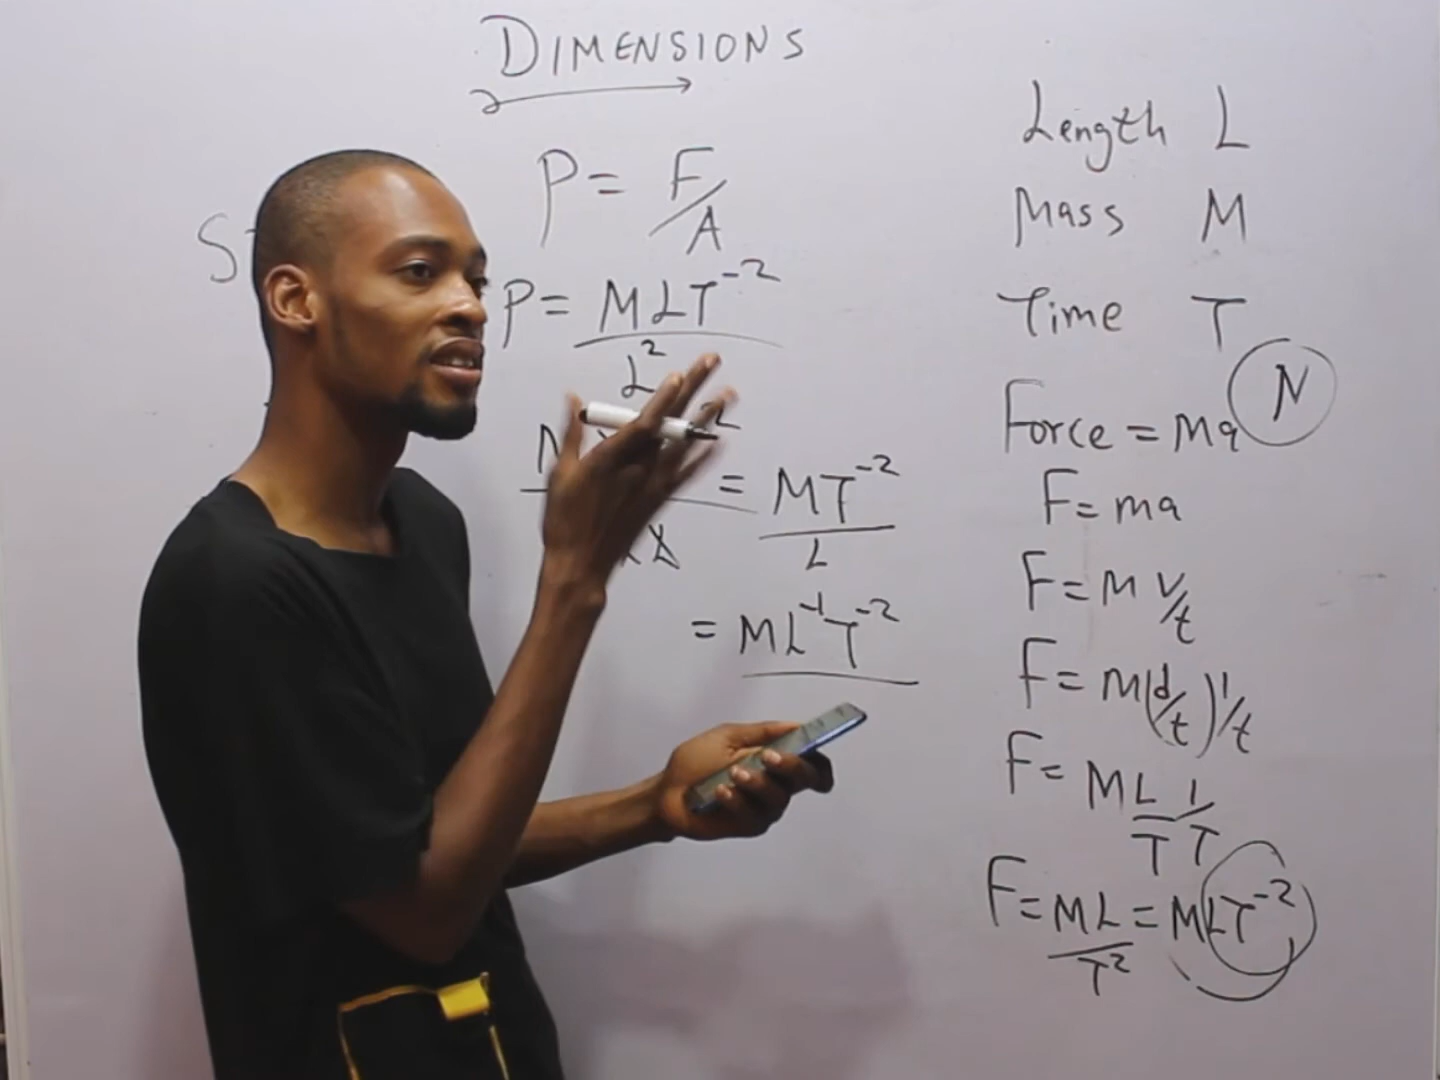 DIMENSIONS
P = F/A
P = MLT⁻²
L²
= MT⁻²
L
= ML⁻¹T⁻²
Length L
Mass M
Time T
Force = ma N
F = ma
F = M v/t
F = M(d/t) 1/t
F = M L/T 1/T
F = ML/T² = MLT⁻²